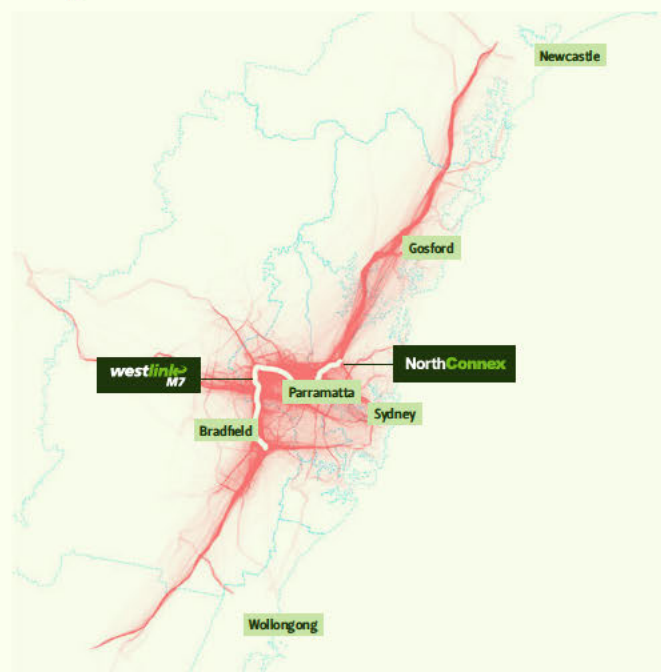 Newcastle
Gosford
westlink
M7
NorthConnex
Parramatta
Sydney
Bradfield
Wollongong